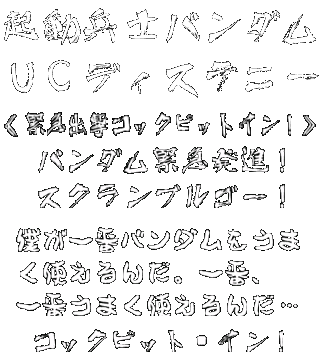 起動兵士バンダム
UCディステニー
《緊急出撃コックピットイン!》
バンダム緊急発進!
スクランブルゴー!
僕が一番バンダムをうま
く使えるんだ。一番、
一番うまく使えるんだ…
コックピット・イン!